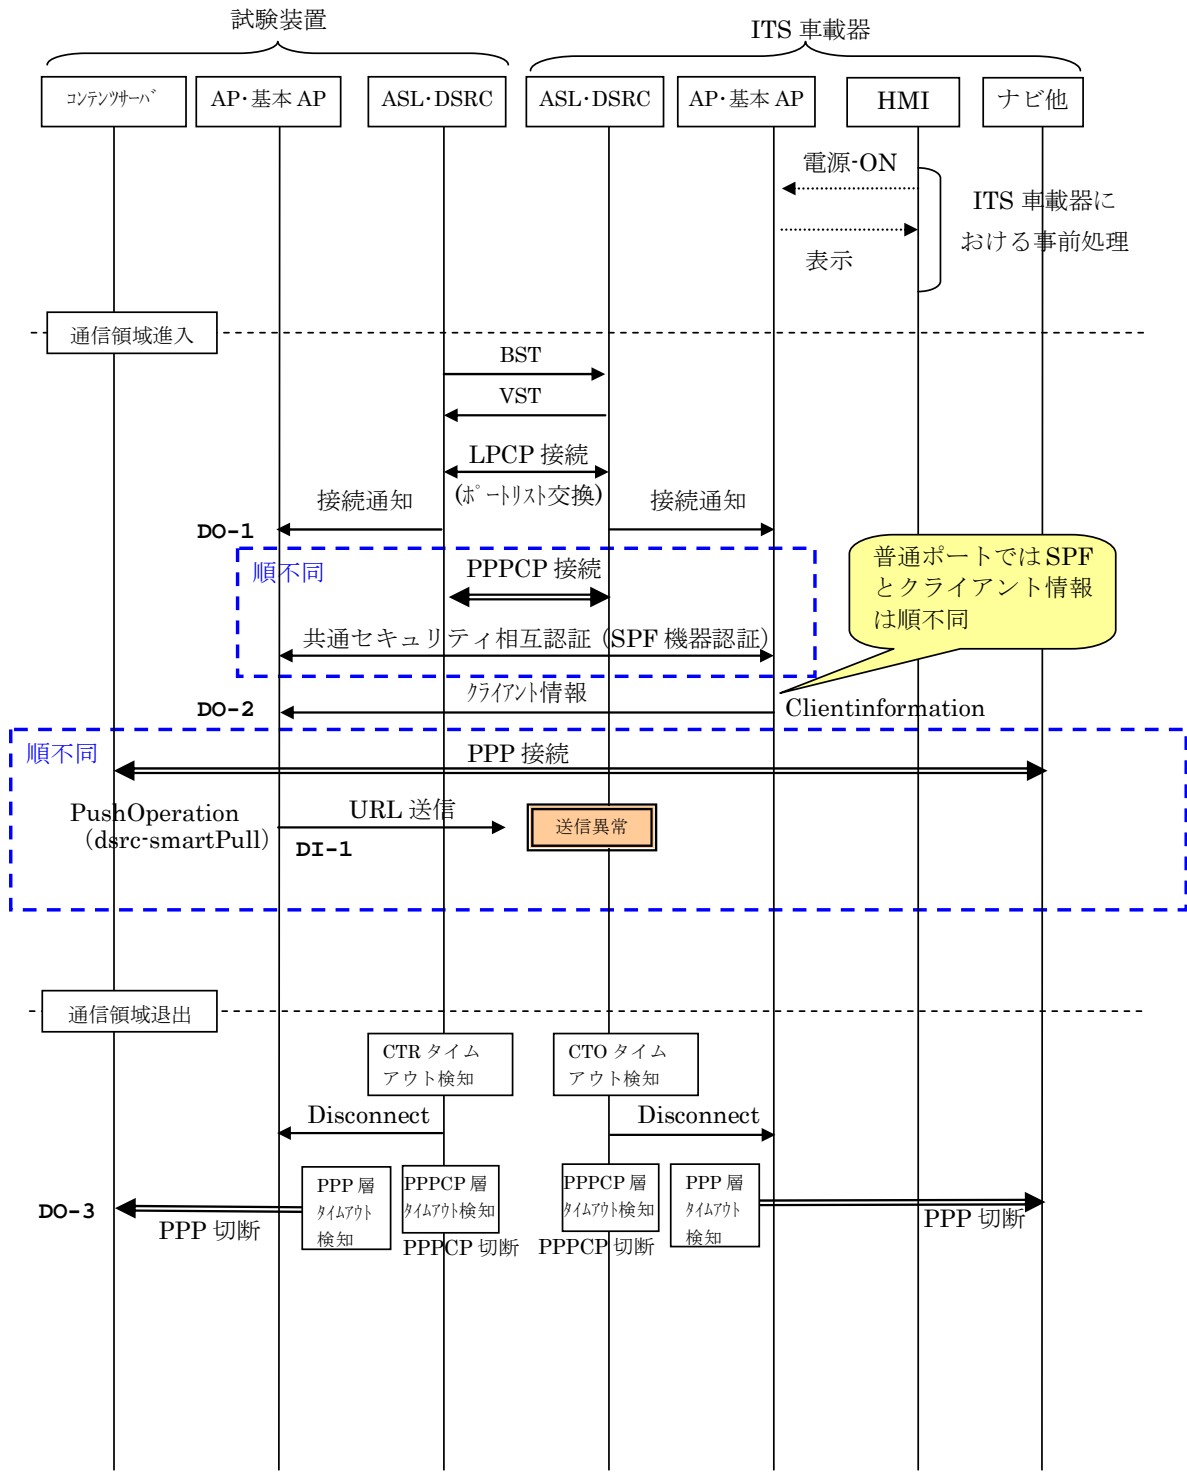 試験装置
ITS 車載器
コンテンツサーバ
AP・基本 AP
ASL・DSRC
ASL・DSRC
AP・基本 AP
HMI
ナビ他
電源-ON
ITS 車載器に
おける事前処理
表示
通信領域進入
BST
VST
LPCP 接続
(ポートリスト交換)
接続通知
接続通知
DO-1
順不同
PPPCP 接続
普通ポートでは SPF
とクライアント情報
は順不同
共通セキュリティ相互認証(SPF 機器認証)
クライアント情報
DO-2
Clientinformation
順不同
PPP 接続
PushOperation
(dsrc-smartPull)
URL 送信
DI-1
送信異常
通信領域退出
CTR タイム
アウト検知
CTO タイム
アウト検知
Disconnect
Disconnect
DO-3
PPP 切断
PPP 層
タイムアウト
検知
PPPCP 層
タイムアウト検知
PPPCP 切断
PPPCP 層
タイムアウト検知
PPPCP 切断
PPP 層
タイムアウト
検知
PPP 切断